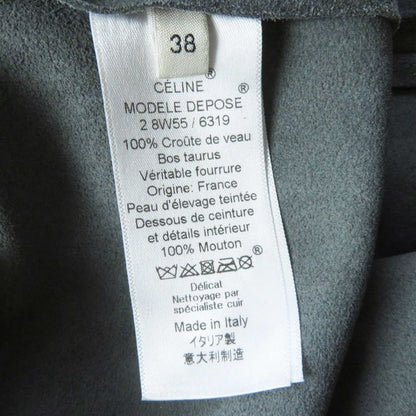 38
CÉLINE®
MODELE DEPOSE ®
2 8W55 / 6319
100% Croûte de veau
Bos taurus
Véritable fourrure
Origine: France
Peau d'élevage teintée
Dessous de ceinture
et détails intérieur
100% Mouton
®
Délicat
Nettoyage par
spécialiste cuir
Made in Italy
イタリア製
意大利制造